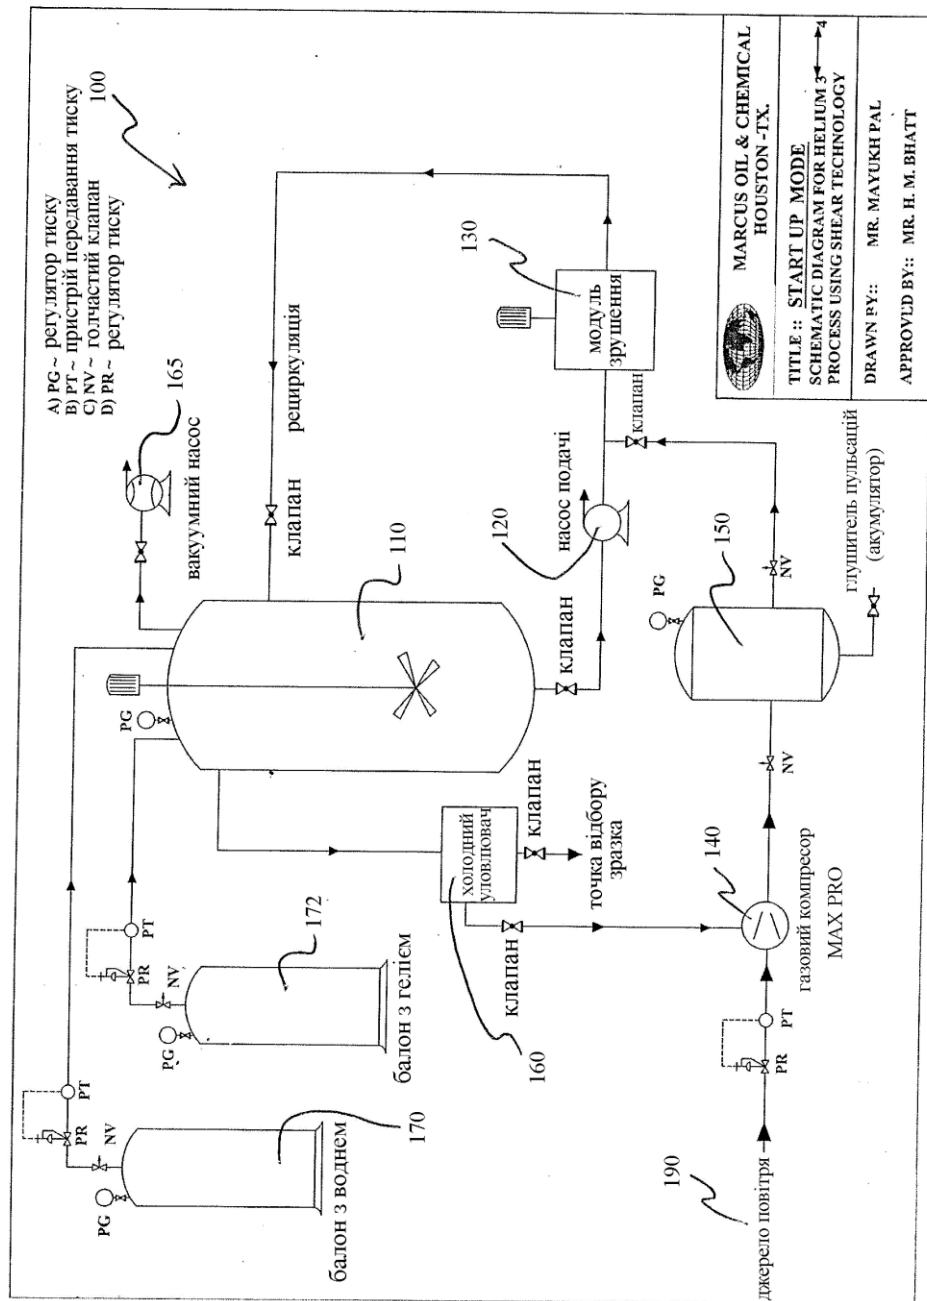 A) PG ~ регулятор тиску
B) PT ~ пристрій передавання тиску
C) NV ~ голчастий клапан
D) PR ~ регулятор тиску
100
165
вакуумний насос
рециркуляція
клапан
110
PG
PT
PR
NV
PG
172
балон з гелієм
PT
PR
NV
PG
170
балон з воднем
130
модуль
зрушення
насос подачі
120
клапан
клапан
холодний
уловлювач
клапан
точка відбору
зразка
клапан
160
140
газовий компресор
MAX PRO
NV
PT
PR
190
джерело повітря
PG
150
NV
глушитель пульсацій
(акумулятор)
MARCUS OIL & CHEMICAL
HOUSTON -TX.
TITLE :: START UP MODE
SCHEMATIC DIAGRAM FOR HELIUM 3 4
PROCESS USING SHEAR TECHNOLOGY
DRAWN BY:: MR. MAYUKH PAL
APPROVED BY:: MR. H. M. BHATT